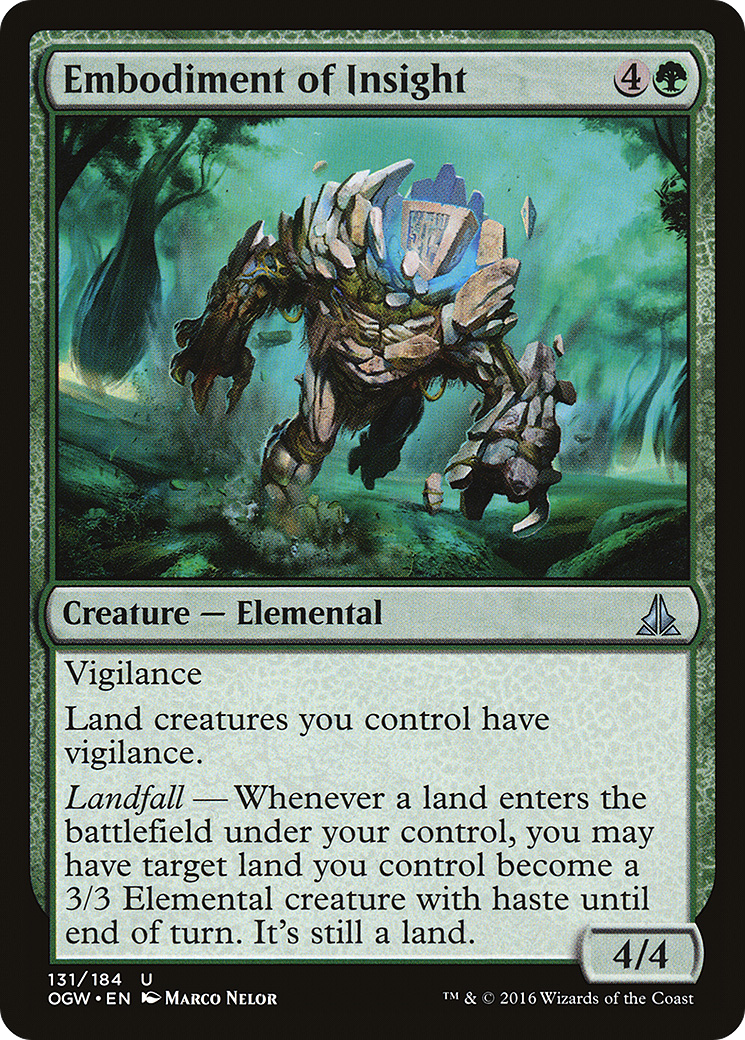 Embodiment of Insight 4
Creature — Elemental
Vigilance
Land creatures you control have
vigilance.
Landfall — Whenever a land enters the
battlefield under your control, you may
have target land you control become a
3/3 Elemental creature with haste until
end of turn. It's still a land.
4/4
131/184 U
OGW • EN Marco Nelor
™ & © 2016 Wizards of the Coast